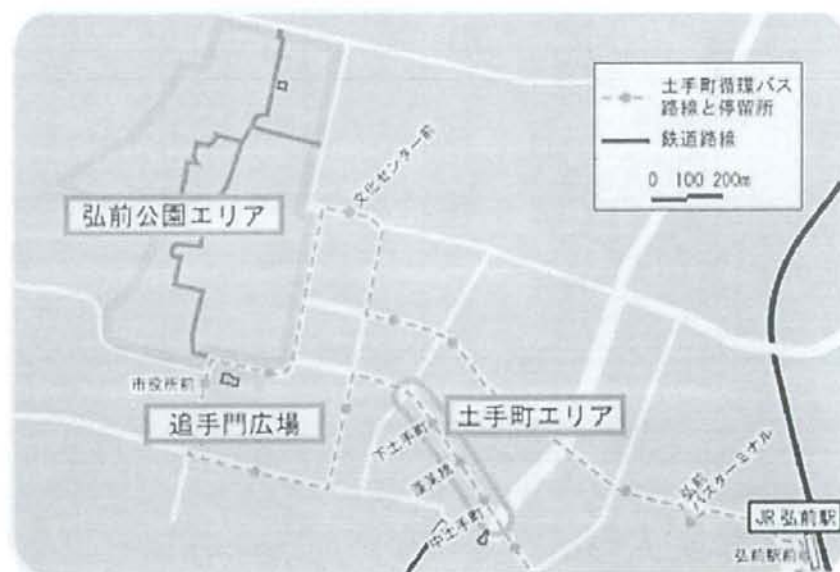 土手町循環バス
路線と停留所
鉄道路線
0 100 200m
文化センター前
弘前公園エリア
市役所前
追手門広場
土手町エリア
下土手町
蓬莱橋
中土手町
弘前
バスターミナル
JR弘前駅
弘前駅前